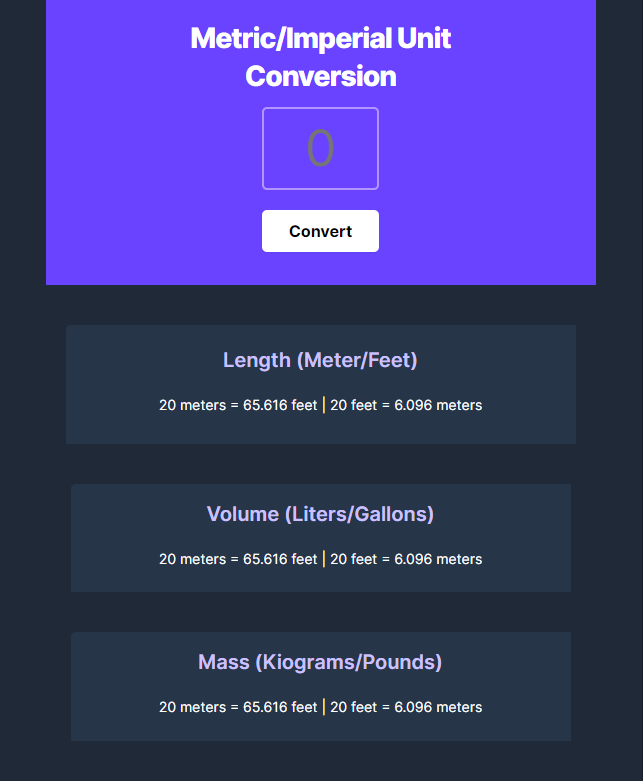 Metric/Imperial Unit
Conversion
0
Convert
Length (Meter/Feet)
20 meters = 65.616 feet | 20 feet = 6.096 meters
Volume (Liters/Gallons)
20 meters = 65.616 feet | 20 feet = 6.096 meters
Mass (Kiograms/Pounds)
20 meters = 65.616 feet | 20 feet = 6.096 meters